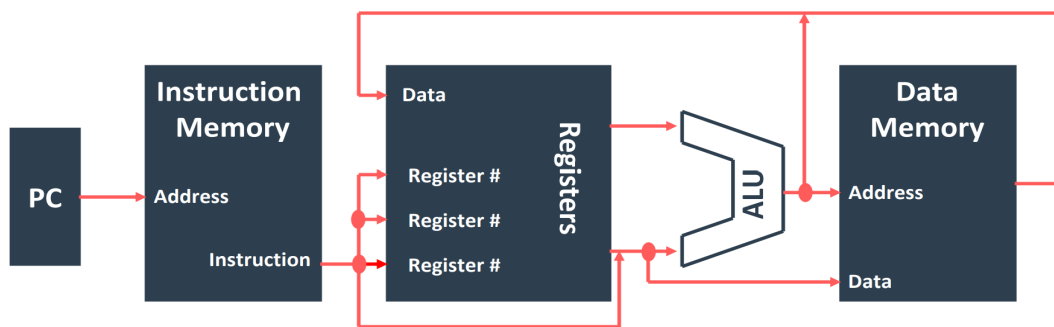 PC
Instruction
Memory
Address
Instruction
Data
Register #
Register #
Register #
Registers
ALU
Data
Memory
Address
Data